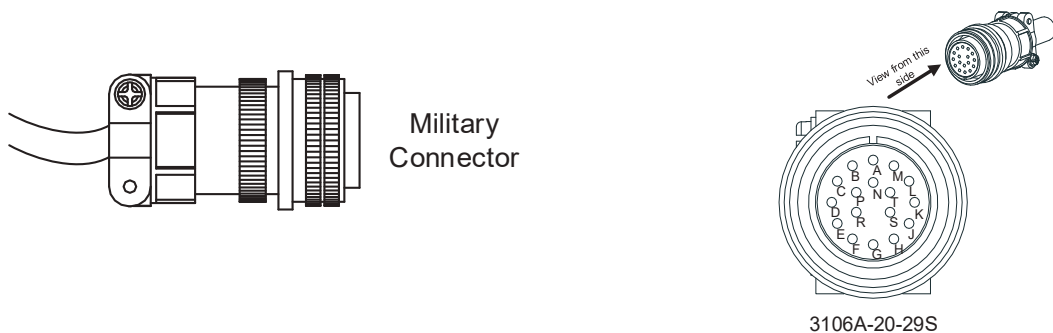 Military
Connector
View from this
side
A
B
M
C
L
N
P
T
D
K
R
S
E
J
F
H
G
3106A-20-29S